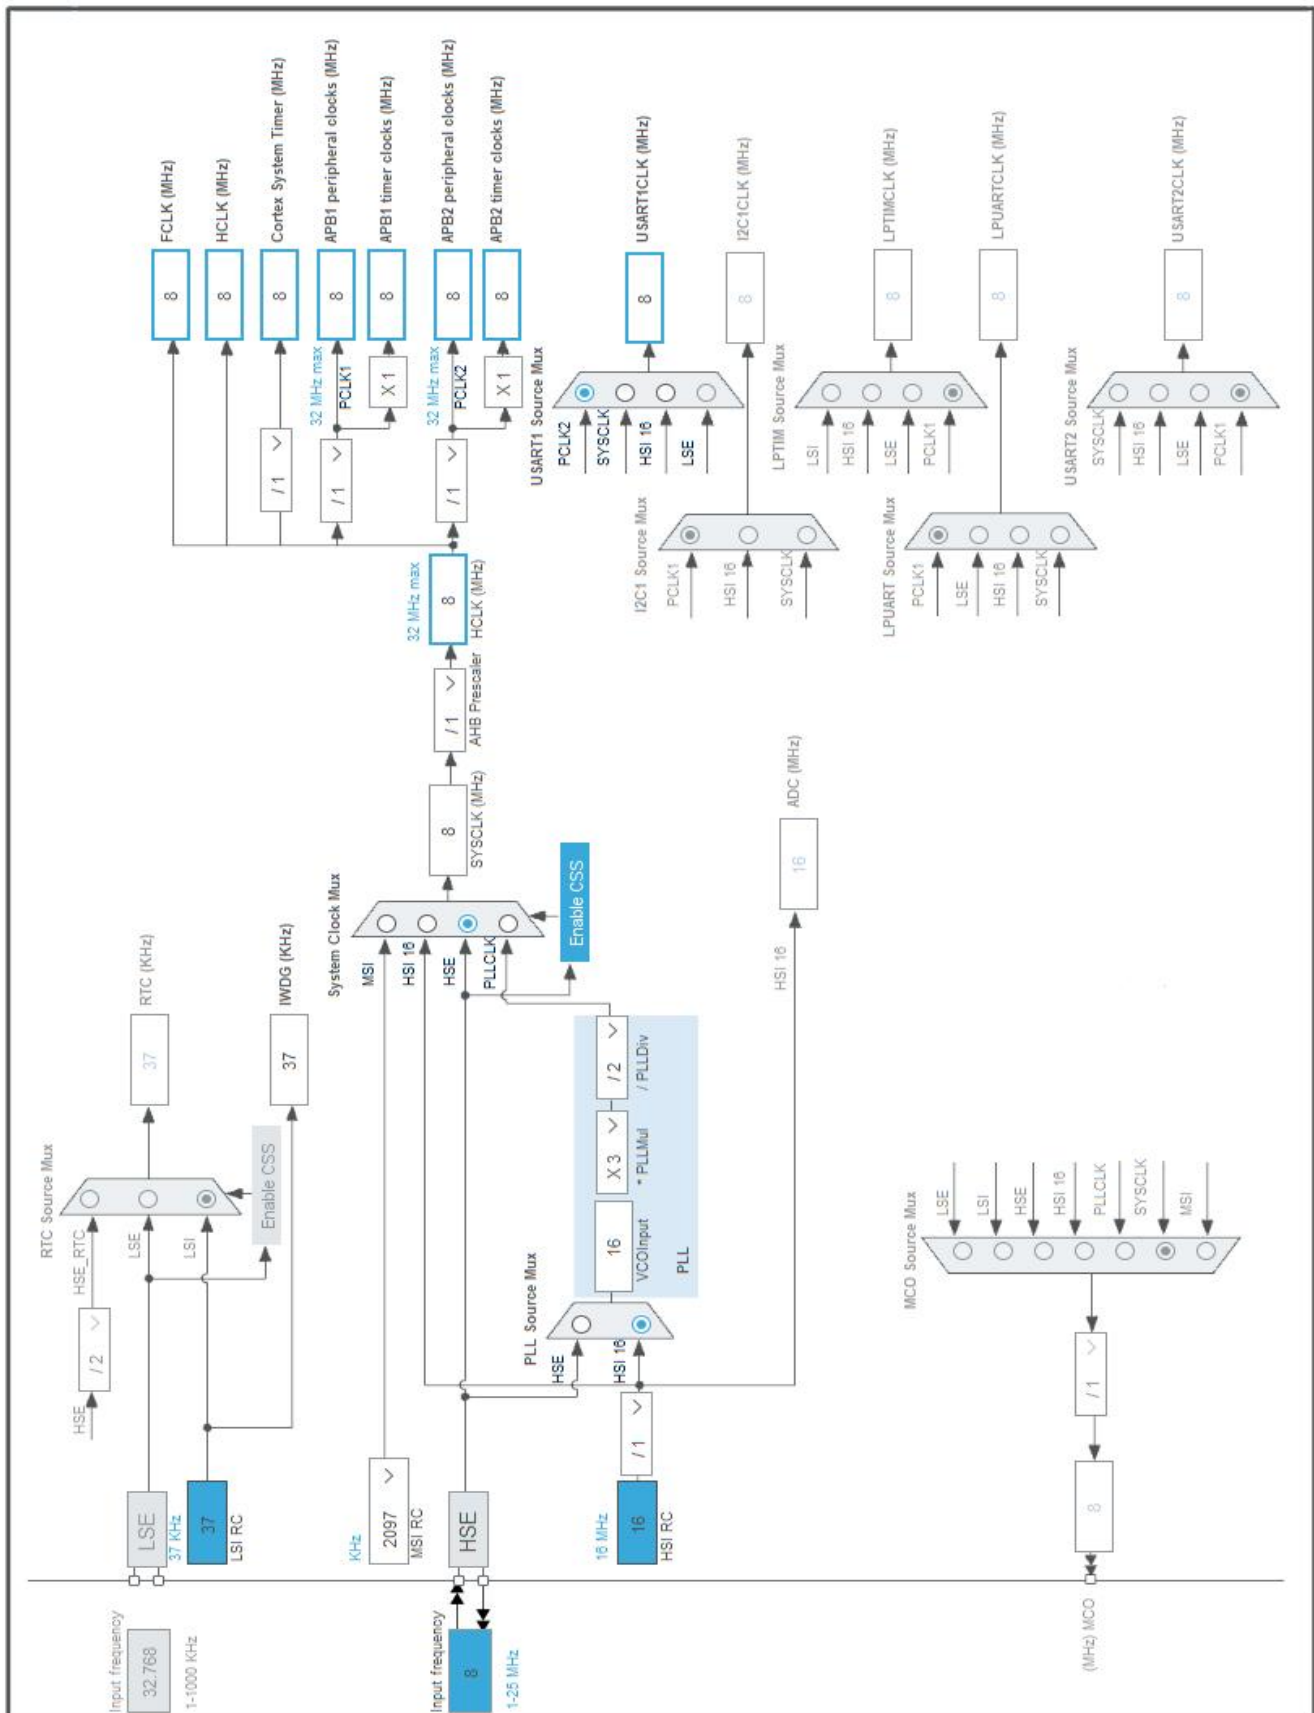 Input frequency
32.768
1-1000 KHz
LSE
37 KHz
37
LSI RC
HSE
/ 2
HSE_RTC
LSE
LSI
RTC Source Mux
Enable CSS
37
RTC (KHz)
37
IWDG (KHz)
Input frequency
8
1-25 MHz
KHz
2097
MSI RC
HSE
16 MHz
16
HSI RC
/ 1
PLL Source Mux
HSE
HSI 16
16
VCOInput
X 3
* PLLMul
/ 2
/ PLLDiv
PLL
System Clock Mux
MSI
HSI 16
HSE
PLLCLK
Enable CSS
8
SYSCLK (MHz)
/ 1
AHB Prescaler
32 MHz max
8
HCLK (MHz)
HSI 16
16
ADC (MHz)
8
FCLK (MHz)
8
HCLK (MHz)
/ 1
8
Cortex System Timer (MHz)
/ 1
32 MHz max
PCLK1
8
APB1 peripheral clocks (MHz)
X 1
8
APB1 timer clocks (MHz)
/ 1
32 MHz max
PCLK2
8
APB2 peripheral clocks (MHz)
X 1
8
APB2 timer clocks (MHz)
USART1 Source Mux
PCLK2
SYSCLK
HSI 16
LSE
8
USART1CLK (MHz)
I2C1 Source Mux
PCLK1
HSI 16
SYSCLK
8
I2C1CLK (MHz)
LPTIM Source Mux
LSI
HSI 16
LSE
PCLK1
8
LPTIMCLK (MHz)
LPUART Source Mux
PCLK1
LSE
HSI 16
SYSCLK
8
LPUARTCLK (MHz)
USART2 Source Mux
SYSCLK
HSI 16
LSE
PCLK1
8
USART2CLK (MHz)
(MHz) MCO
8
/ 1
MCO Source Mux
LSE
LSI
HSE
HSI 16
PLLCLK
SYSCLK
MSI